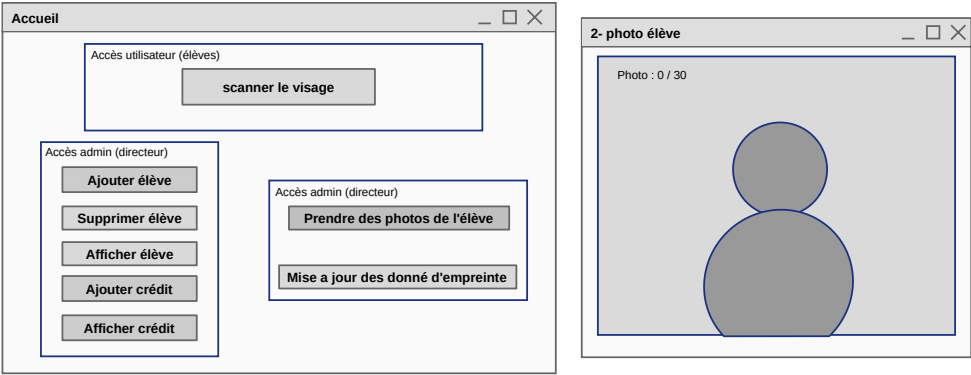 Accueil
Accès utilisateur (élèves)
scanner le visage
Accès admin (directeur)
Ajouter élève
Supprimer élève
Afficher élève
Ajouter crédit
Afficher crédit
Accès admin (directeur)
Prendre des photos de l'élève
Mise a jour des donné d'empreinte
2- photo élève
Photo : 0 / 30